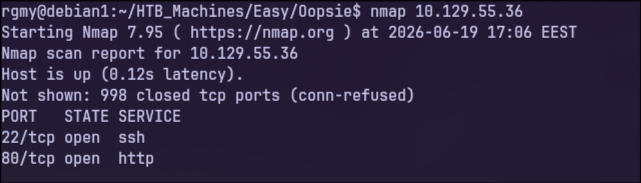 rgmy@debian1:~/HTB_Machines/Easy/Oopsie$ nmap 10.129.55.36
Starting Nmap 7.95 ( https://nmap.org ) at 2026-06-19 17:06 EEST
Nmap scan report for 10.129.55.36
Host is up (0.12s latency).
Not shown: 998 closed tcp ports (conn-refused)
PORT   STATE SERVICE
22/tcp open  ssh
80/tcp open  http